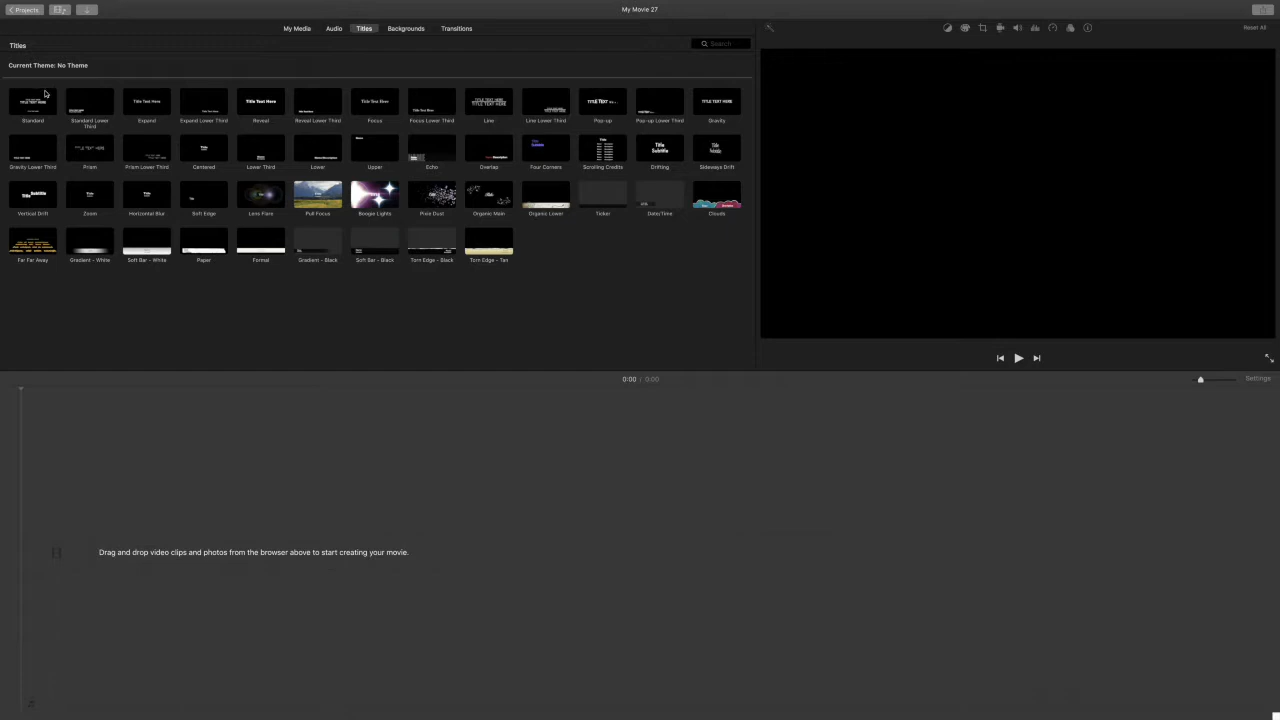 Projects
My Movie 27
My Media Audio Titles Backgrounds Transitions
Reset All
Titles
Search
Current Theme: No Theme
Standard Standard Lower Third Expand Expand Lower Third Reveal Reveal Lower Third Focus Focus Lower Third Line Line Lower Third Pop-up Pop-up Lower Third Gravity
Gravity Lower Third Prism Prism Lower Third Centered Lower Third Lower Upper Echo Overlap Four Corners Scrolling Credits Drifting Sideways Drift
Vertical Drift Zoom Horizontal Blur Soft Edge Lens Flare Pull Focus Boogie Lights Pixie Dust Organic Main Organic Lower Ticker Date/Time Clouds
Far Far Away Gradient - White Soft Bar - White Paper Formal Gradient - Black Soft Bar - Black Torn Edge - Black Torn Edge - Tan
0:00 / 0:00
Settings
Drag and drop video clips and photos from the browser above to start creating your movie.